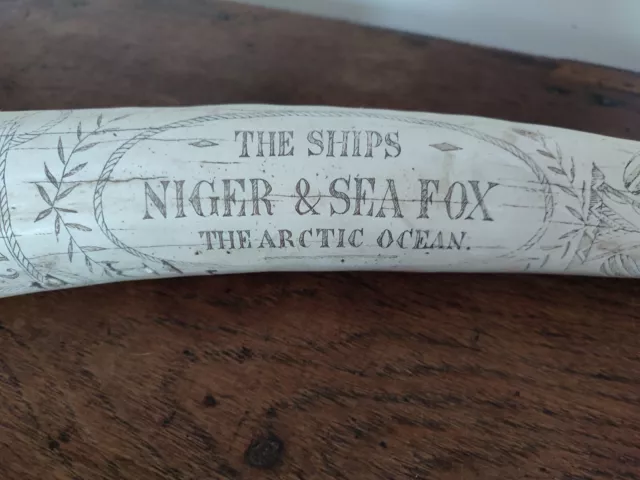 THE SHIPS
NIGER & SEA FOX
THE ARCTIC OCEAN.